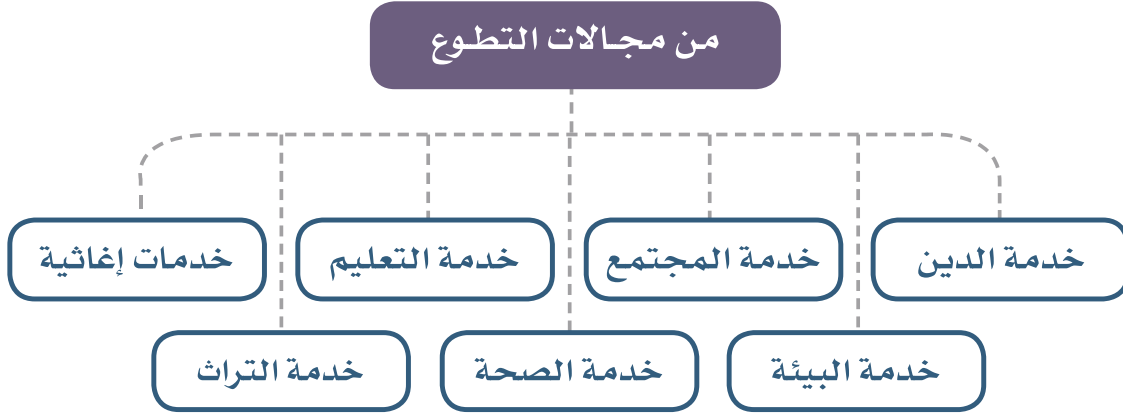 من مجالات التطوع
خدمة الدين
خدمة المجتمع
خدمة التعليم
خدمات إغاثية
خدمة البيئة
خدمة الصحة
خدمة التراث